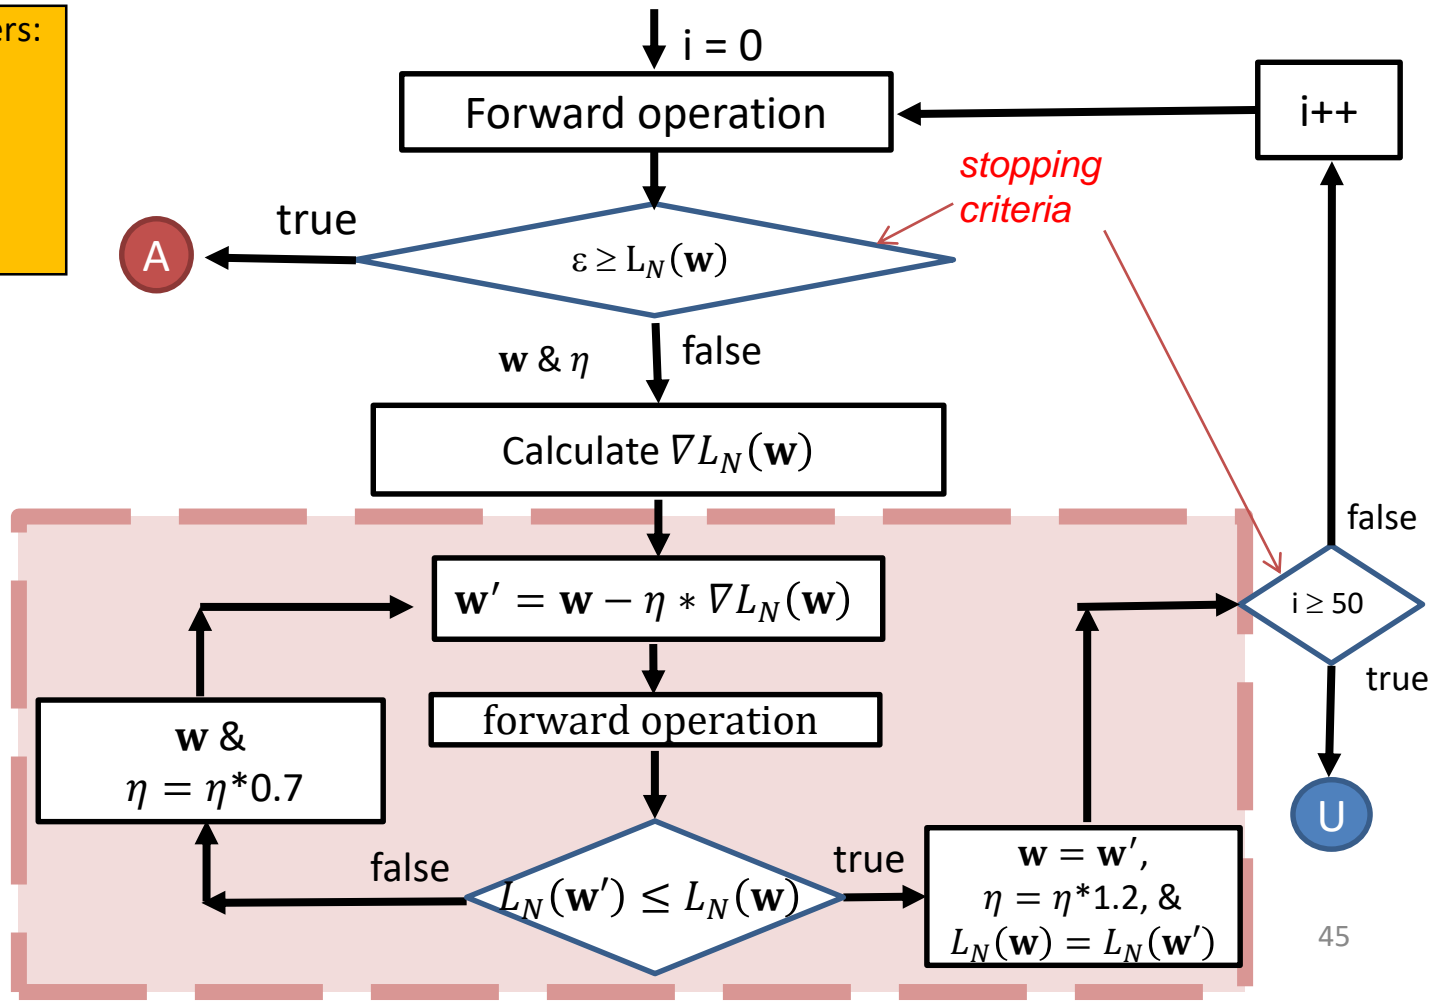 ers:
i = 0
Forward operation
i++
stopping
criteria
true
A
ε ≥ L_N(𝐰)
𝐰 & η
false
Calculate ∇L_N(𝐰)
false
𝐰′ = 𝐰 − η * ∇L_N(𝐰)
i ≥ 50
true
forward operation
𝐰 &
η = η*0.7
U
false
L_N(𝐰′) ≤ L_N(𝐰)
true
𝐰 = 𝐰′,
η = η*1.2, &
L_N(𝐰) = L_N(𝐰′)
45